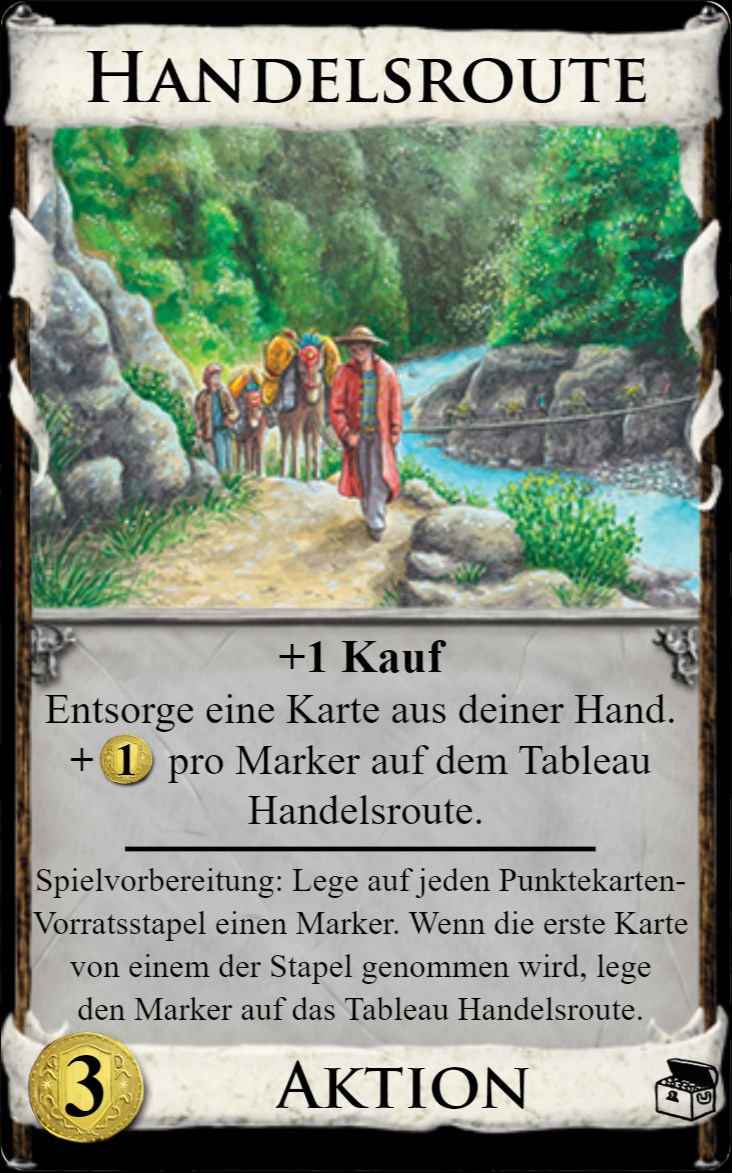 HANDELSROUTE
+1 Kauf
Entsorge eine Karte aus deiner Hand.
+1 pro Marker auf dem Tableau
Handelsroute.
Spielvorbereitung: Lege auf jeden Punktekarten-
Vorratsstapel einen Marker. Wenn die erste Karte
von einem der Stapel genommen wird, lege
den Marker auf das Tableau Handelsroute.
3 AKTION